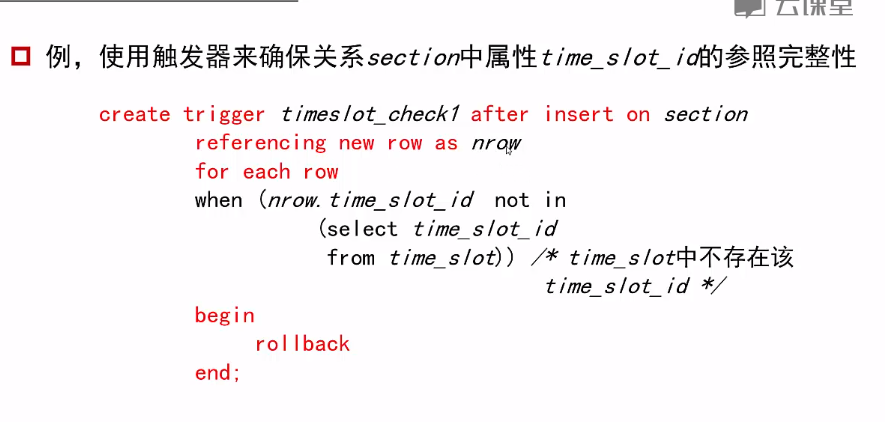 云课堂
例，使用触发器来确保关系section中属性time_slot_id的参照完整性
create trigger timeslot_check1 after insert on section
referencing new row as nrow
for each row
when (nrow.time_slot_id not in
(select time_slot_id
from time_slot)) /* time_slot中不存在该
time_slot_id */
begin
rollback
end;